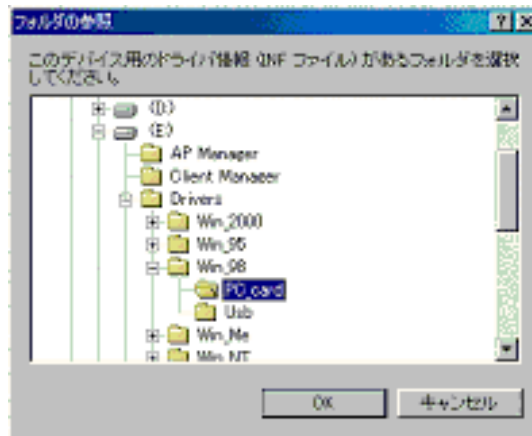 フォルダの参照
このデバイス用のドライバ情報 (INF ファイル) があるフォルダを選択
してください。
(D:)
(E:)
AP Manager
Client Manager
Drivers
Win_2000
Win_95
Win_98
PC_card
Usb
Win_Me
Win_NT
OK
キャンセル